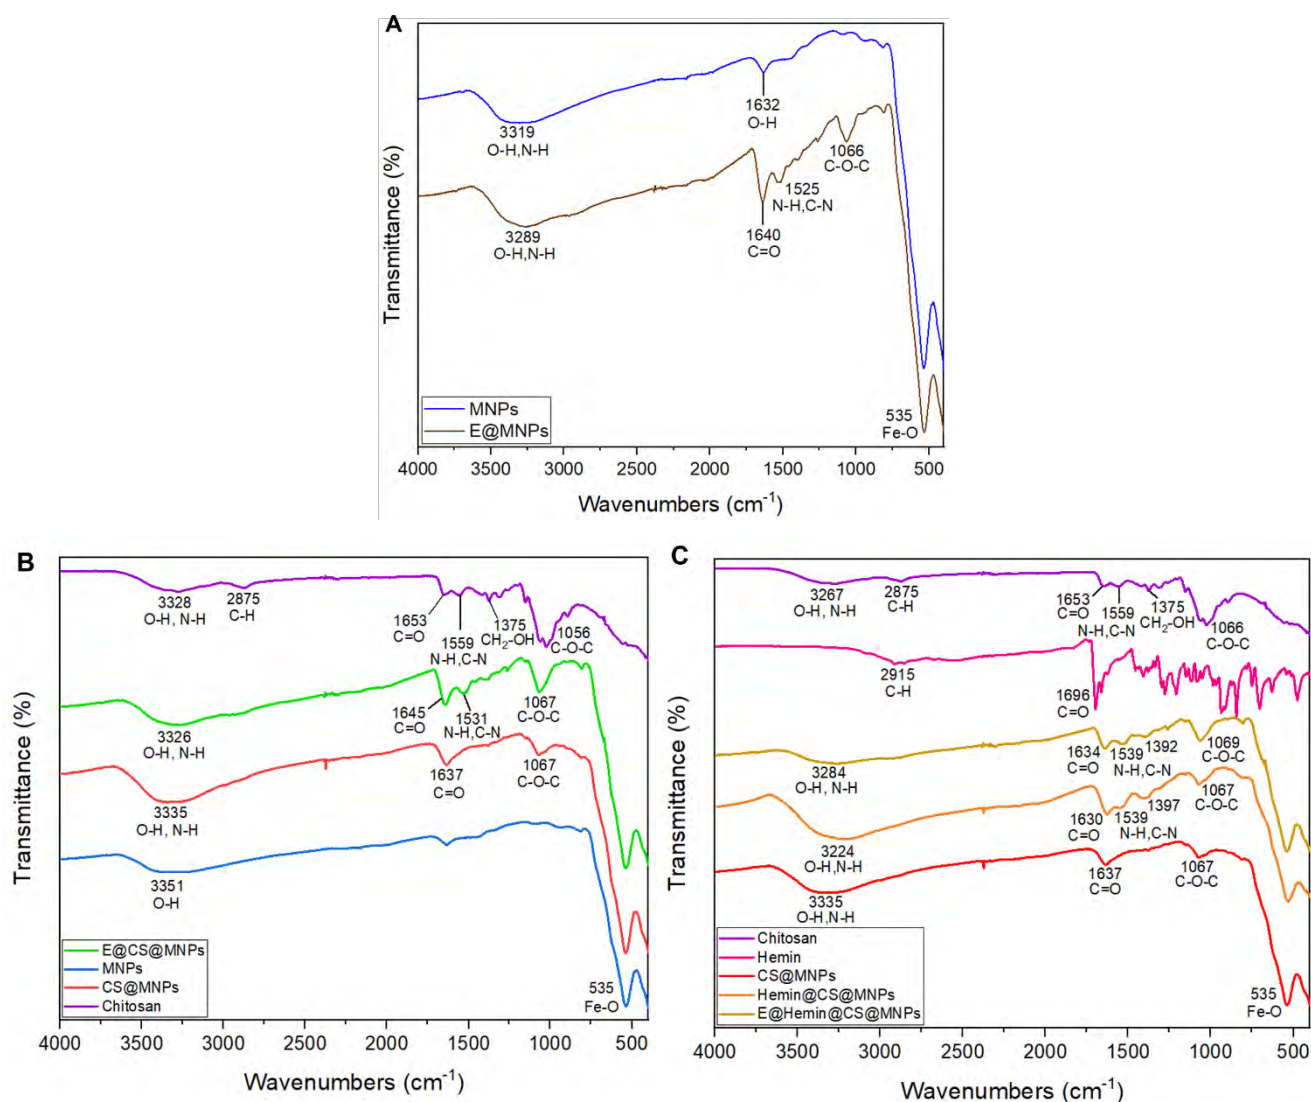 A
Transmittance (%)
3319
O-H,N-H
1632
O-H
1066
C-O-C
1525
N-H,C-N
3289
O-H,N-H
1640
C=O
535
Fe-O
MNPs
E@MNPs
4000 3500 3000 2500 2000 1500 1000 500
Wavenumbers (cm⁻¹)
B
Transmittance (%)
3328
O-H, N-H
2875
C-H
1653
C=O
1559
N-H,C-N
1375
CH₂-OH
1056
C-O-C
3326
O-H, N-H
1645
C=O
1531
N-H,C-N
1067
C-O-C
3335
O-H, N-H
1637
C=O
1067
C-O-C
3351
O-H
535
Fe-O
E@CS@MNPs
MNPs
CS@MNPs
Chitosan
4000 3500 3000 2500 2000 1500 1000 500
Wavenumbers (cm⁻¹)
C
Transmittance (%)
3267
O-H, N-H
2875
C-H
1653
C=O
1559
N-H,C-N
1375
CH₂-OH
1066
C-O-C
2915
C-H
1696
C=O
3284
O-H, N-H
1634
C=O
1539
N-H,C-N
1392
1069
C-O-C
3224
O-H,N-H
1630
C=O
1539
N-H,C-N
1397
1067
C-O-C
3335
O-H,N-H
1637
C=O
1067
C-O-C
535
Fe-O
Chitosan
Hemin
CS@MNPs
Hemin@CS@MNPs
E@Hemin@CS@MNPs
4000 3500 3000 2500 2000 1500 1000 500
Wavenumbers (cm⁻¹)